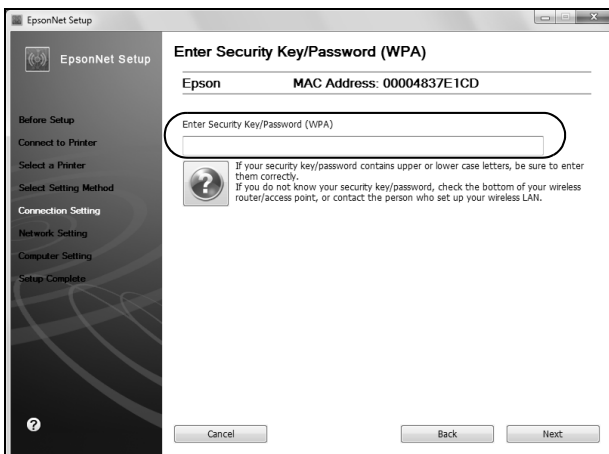 EpsonNet Setup
EpsonNet Setup
Before Setup
Connect to Printer
Select a Printer
Select Setting Method
Connection Setting
Network Setting
Computer Setting
Setup Complete
Enter Security Key/Password (WPA)
Epson MAC Address: 00004837E1CD
Enter Security Key/Password (WPA)
If your security key/password contains upper or lower case letters, be sure to enter
them correctly.
If you do not know your security key/password, check the bottom of your wireless
router/access point, or contact the person who set up your wireless LAN.
Cancel Back Next